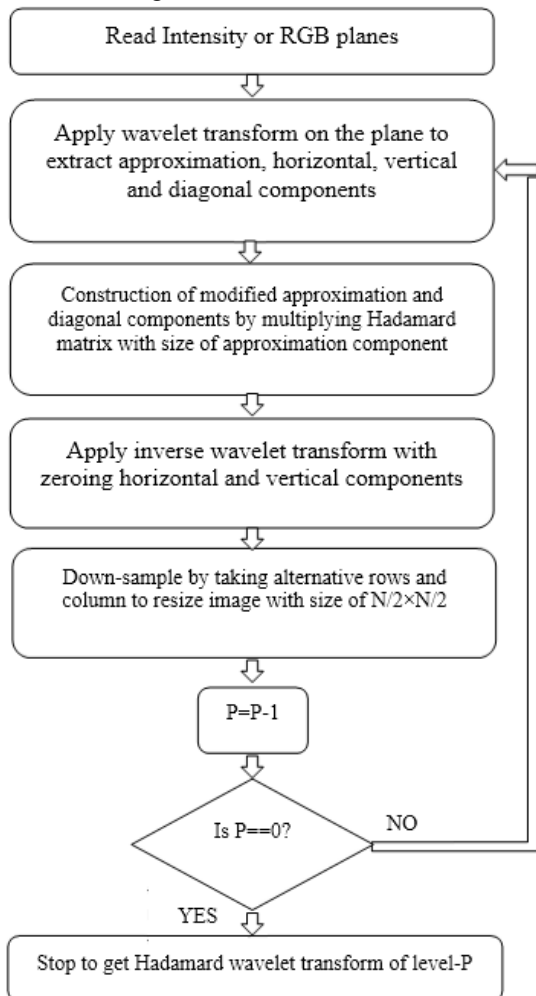 Read Intensity or RGB planes
Apply wavelet transform on the plane to
extract approximation, horizontal, vertical
and diagonal components
Construction of modified approximation and
diagonal components by multiplying Hadamard
matrix with size of approximation component
Apply inverse wavelet transform with
zeroing horizontal and vertical components
Down-sample by taking alternative rows and
column to resize image with size of N/2×N/2
P=P-1
Is P==0?
NO
YES
Stop to get Hadamard wavelet transform of level-P